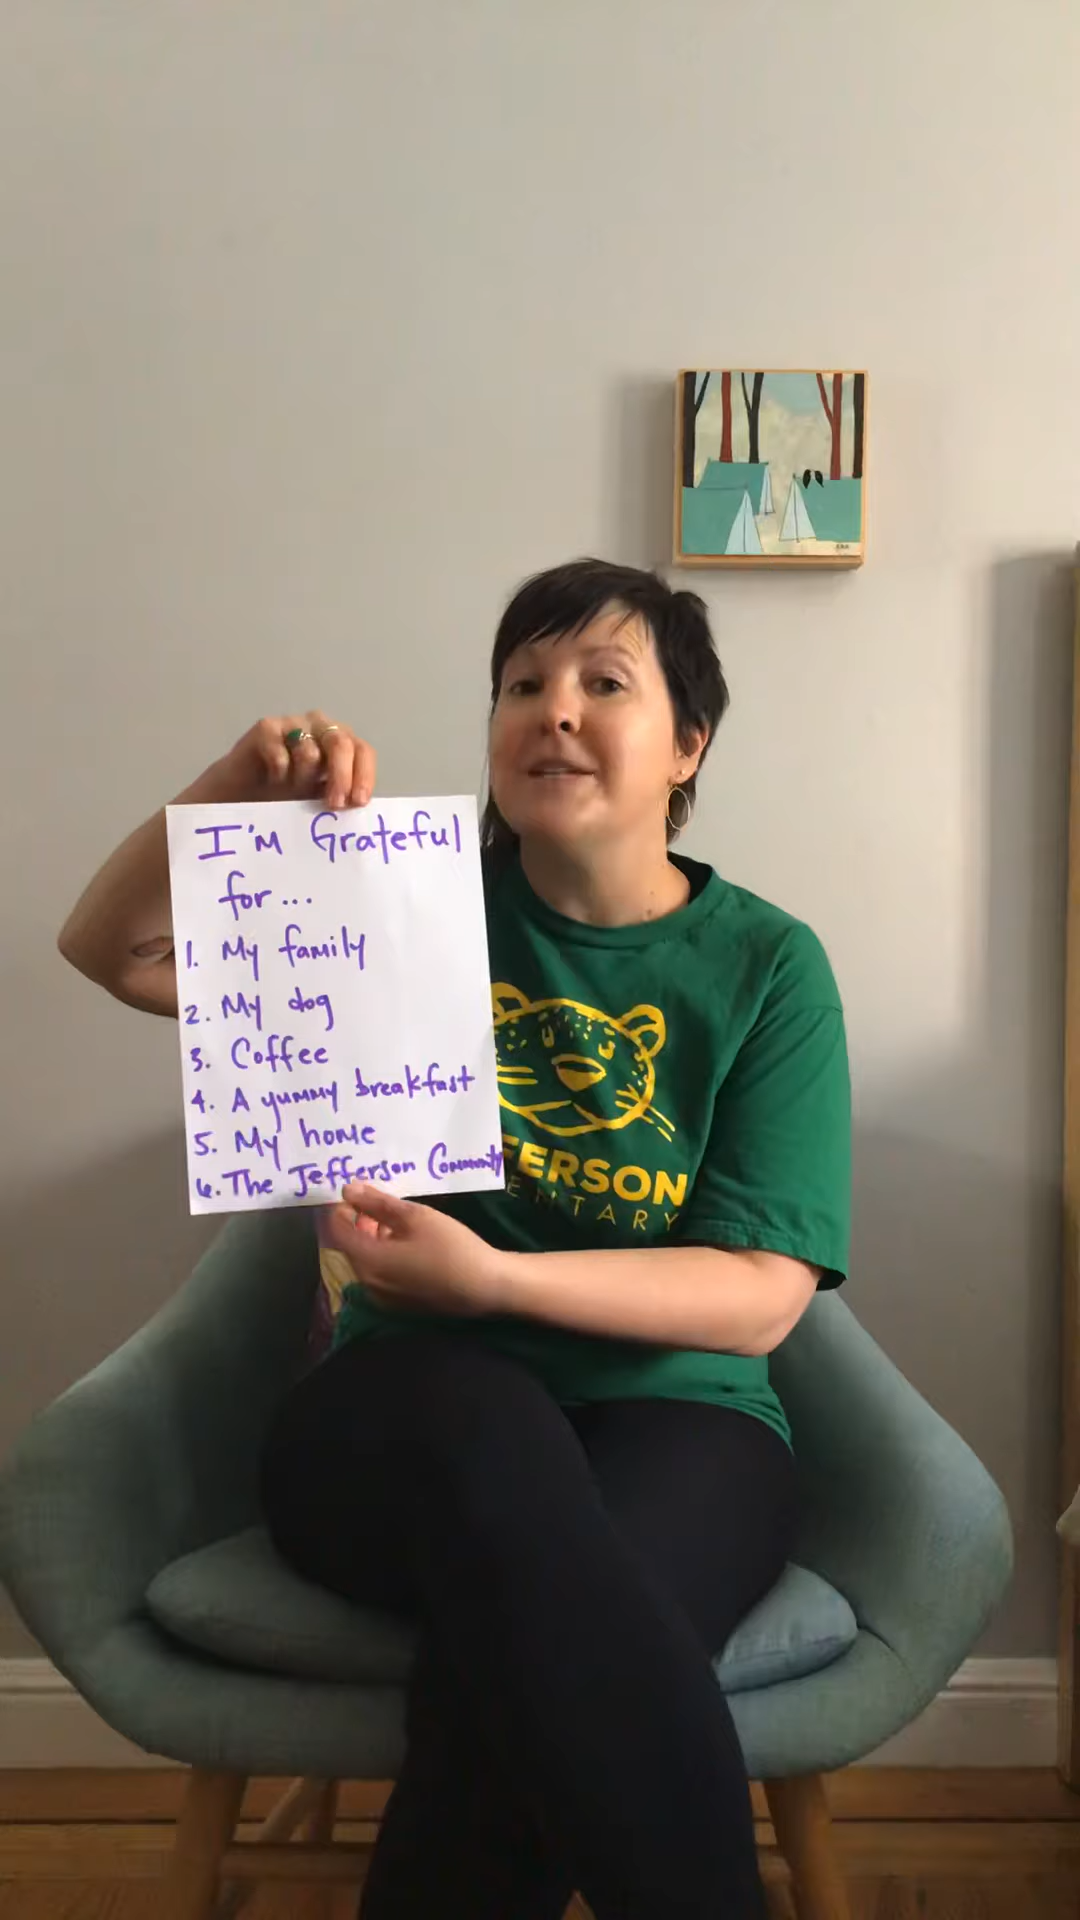 I'm Grateful
for...
1. My family
2. My dog
3. Coffee
4. A yummy breakfast
5. My home
6. The Jefferson Community
FERSON
ENTARY